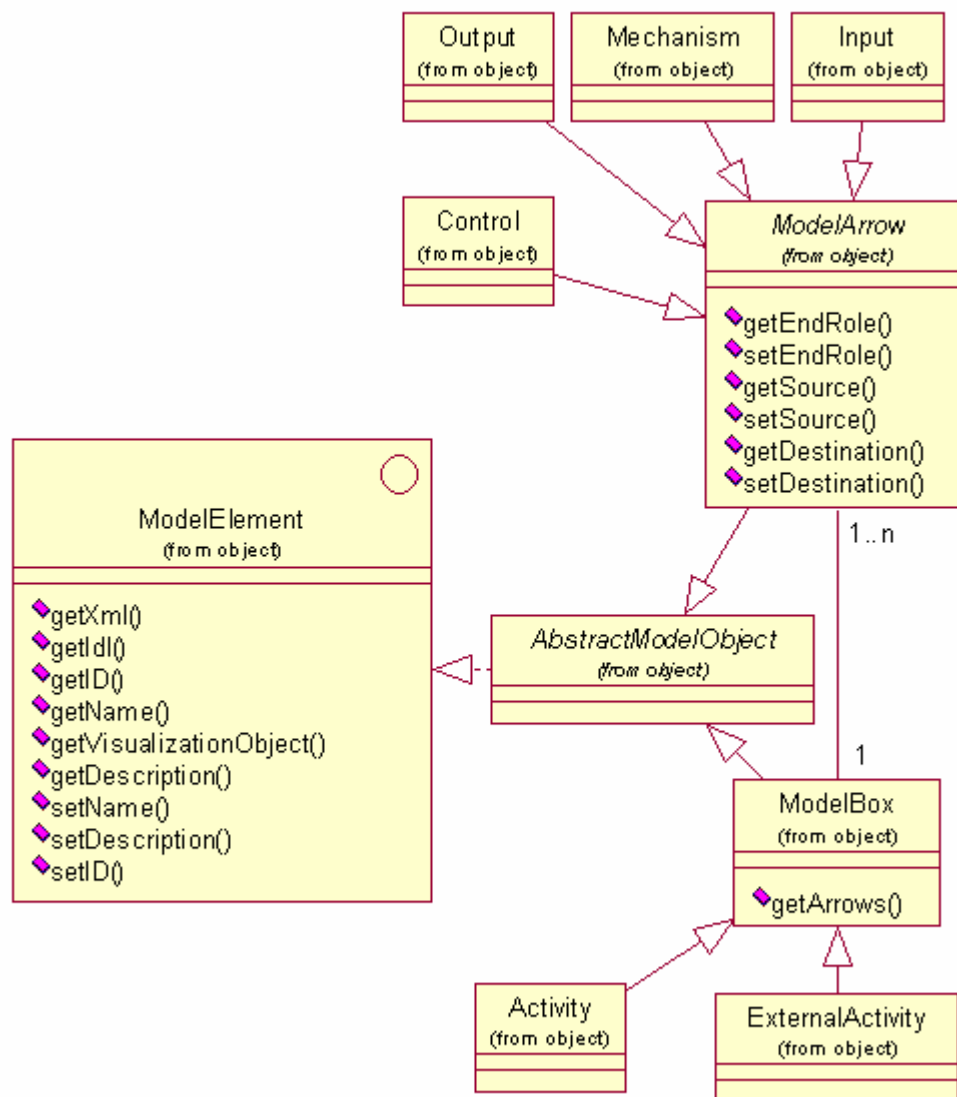 Output
(from object)
Mechanism
(from object)
Input
(from object)
Control
(from object)
ModelArrow
(from object)
getEndRole()
setEndRole()
getSource()
setSource()
getDestination()
setDestination()
1..n
ModelElement
(from object)
getXml()
getIdl()
getID()
getName()
getVisualizationObject()
getDescription()
setName()
setDescription()
setID()
AbstractModelObject
(from object)
1
ModelBox
(from object)
getArrows()
Activity
(from object)
ExternalActivity
(from object)